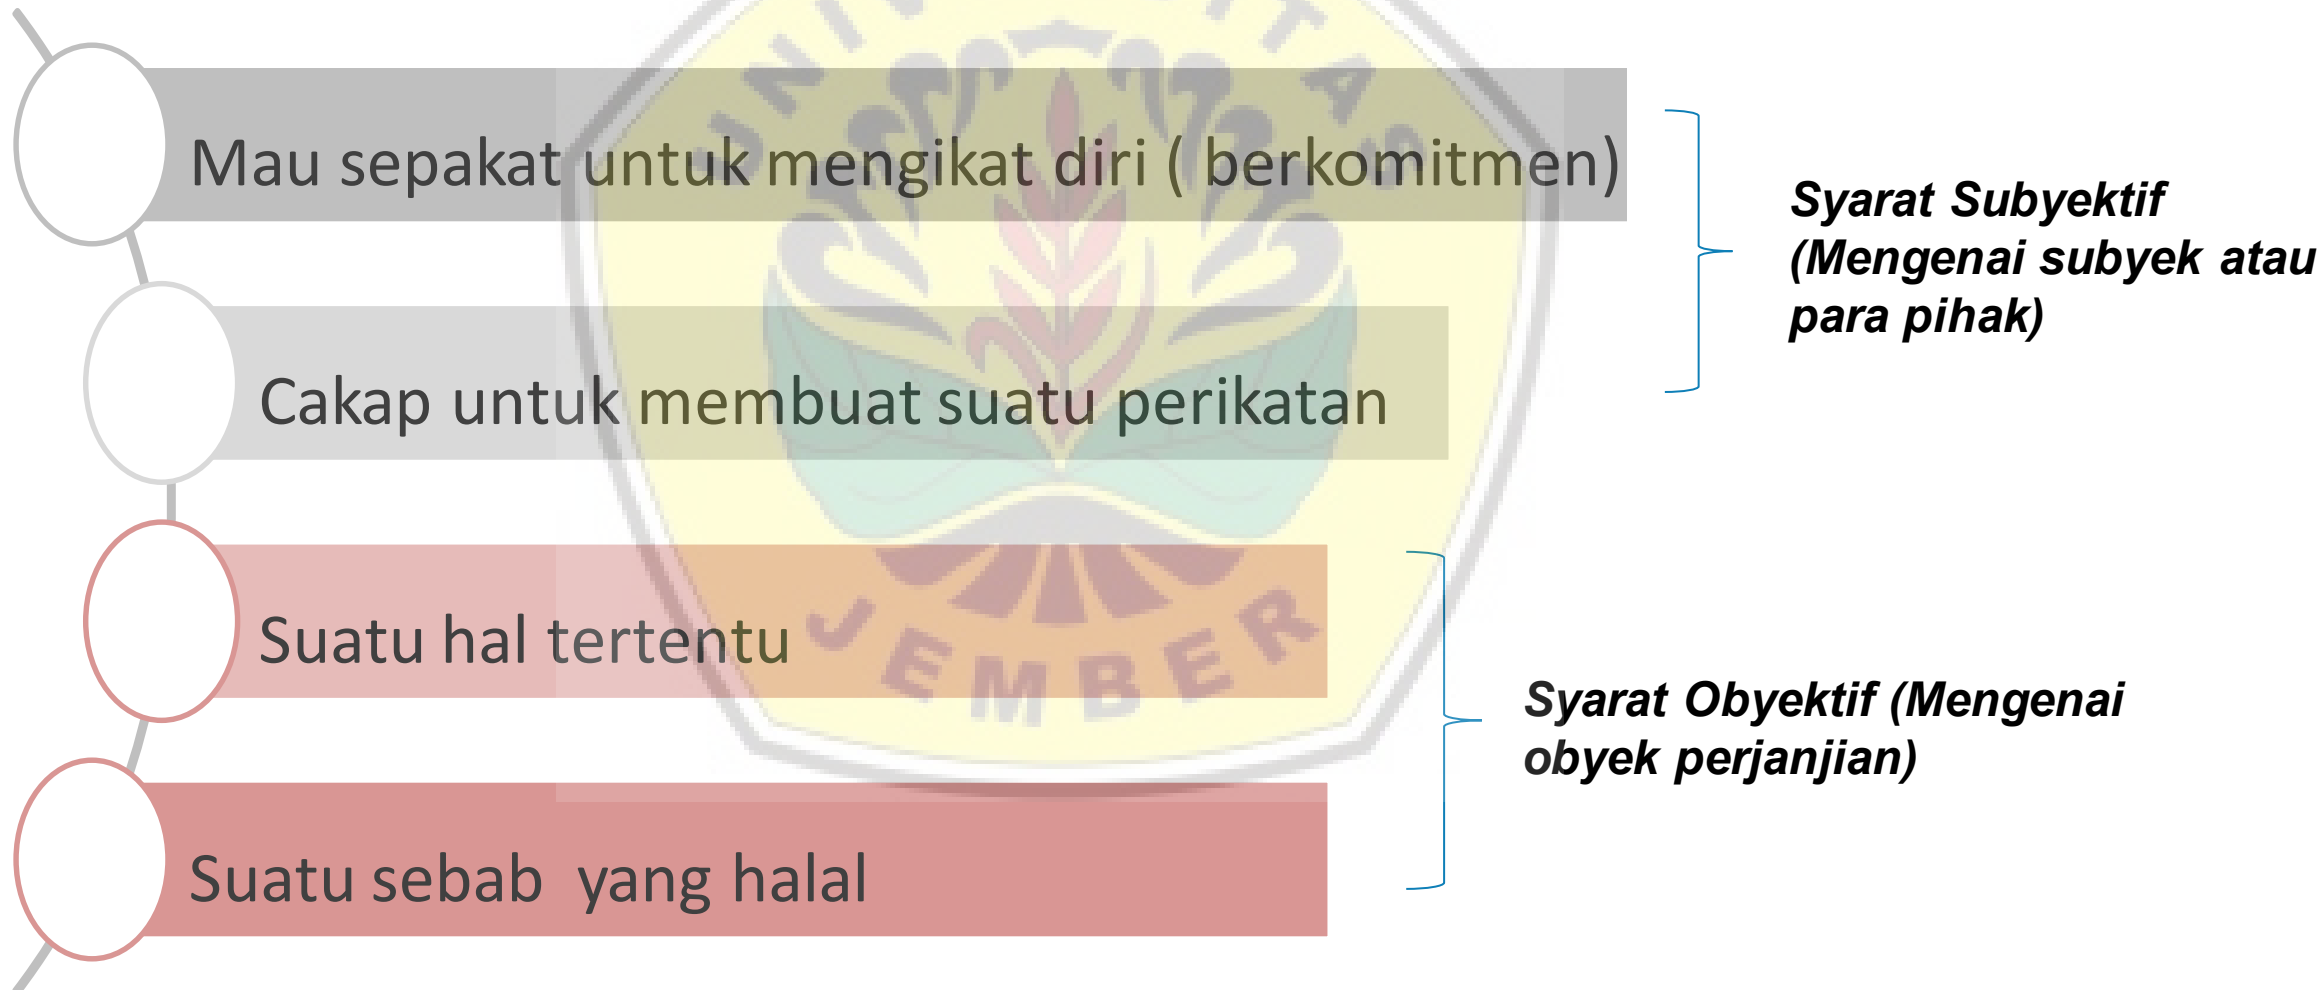 UNIVERSITAS
Mau sepakat untuk mengikat diri ( berkomitmen)
Syarat Subyektif
(Mengenai subyek atau
para pihak)
Cakap untuk membuat suatu perikatan
Suatu hal tertentu
JEMBER
Syarat Obyektif (Mengenai
obyek perjanjian)
Suatu sebab  yang halal